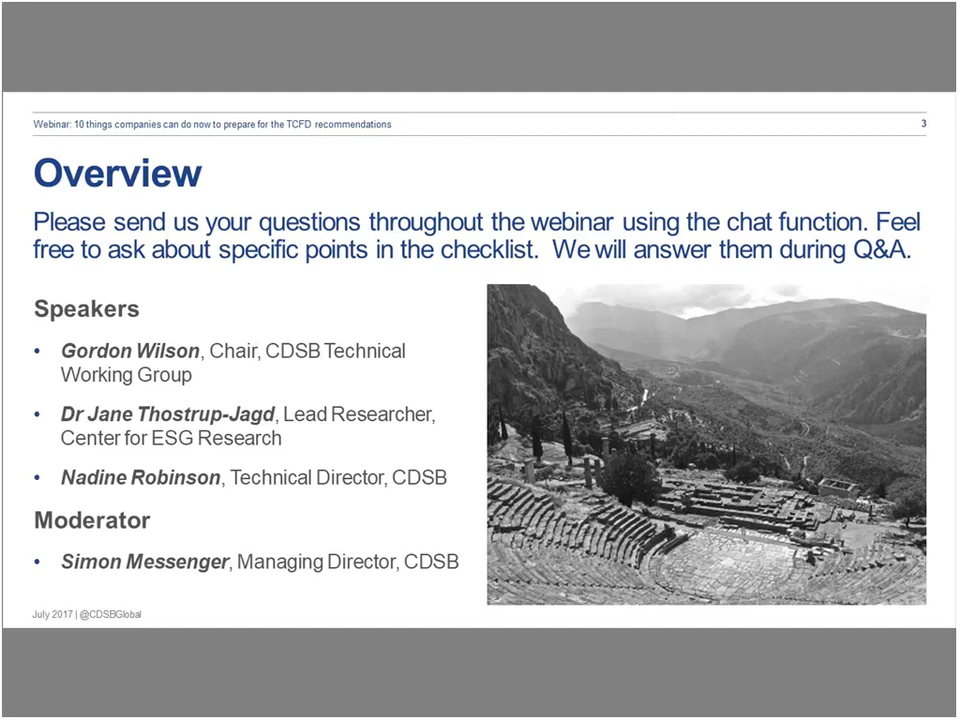 Webinar: 10 things companies can do now to prepare for the TCFD recommendations
3
Overview
Please send us your questions throughout the webinar using the chat function. Feel
free to ask about specific points in the checklist. We will answer them during Q&A.
Speakers
• Gordon Wilson, Chair, CDSB Technical
Working Group
• Dr Jane Thostrup-Jagd, Lead Researcher,
Center for ESG Research
• Nadine Robinson, Technical Director, CDSB
Moderator
• Simon Messenger, Managing Director, CDSB
July 2017 | @CDSBGlobal